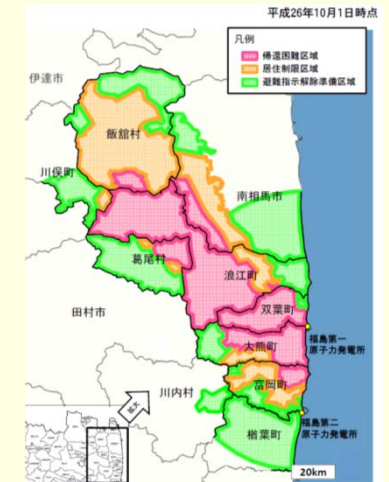 平成26年10月1日時点
凡例
帰還困難区域
居住制限区域
避難指示解除準備区域
伊達市
飯舘村
川俣町
南相馬市
葛尾村
浪江町
田村市
双葉町
福島第一
原子力発電所
大熊町
富岡町
川内村
拡大
福島第二
原子力発電所
楢葉町
20km